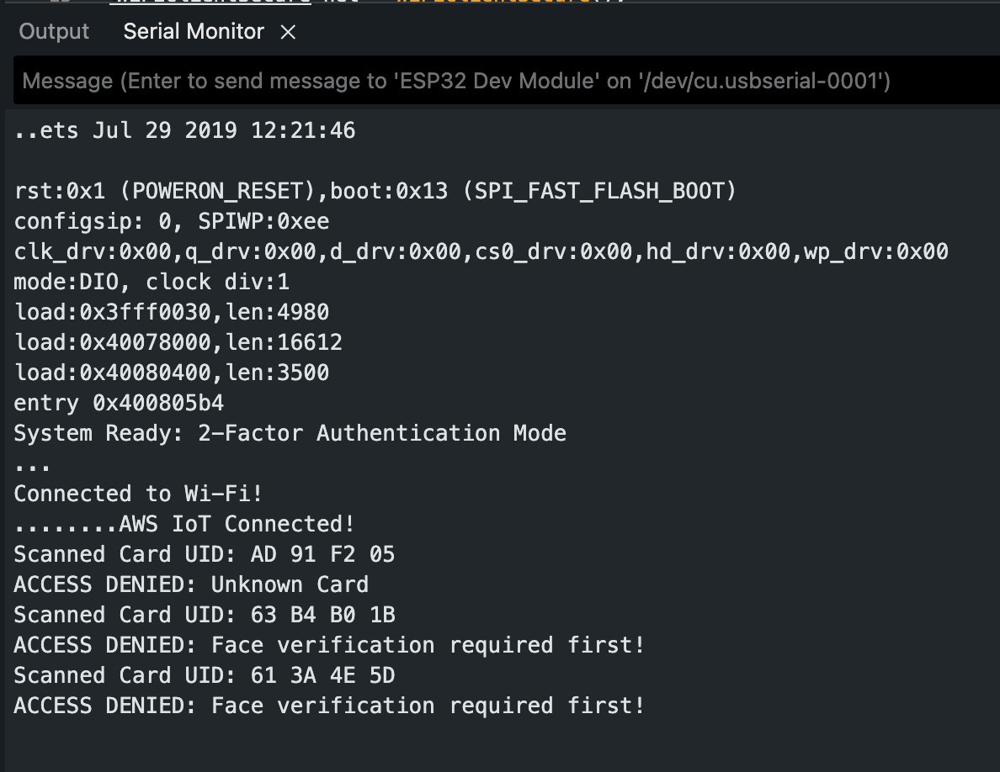 Output Serial Monitor ×
Message (Enter to send message to 'ESP32 Dev Module' on '/dev/cu.usbserial-0001')
..ets Jul 29 2019 12:21:46
rst:0x1 (POWERON_RESET),boot:0x13 (SPI_FAST_FLASH_BOOT)
configsip: 0, SPIWP:0xee
clk_drv:0x00,q_drv:0x00,d_drv:0x00,cs0_drv:0x00,hd_drv:0x00,wp_drv:0x00
mode:DIO, clock div:1
load:0x3fff0030,len:4980
load:0x40078000,len:16612
load:0x40080400,len:3500
entry 0x400805b4
System Ready: 2-Factor Authentication Mode
...
Connected to Wi-Fi!
........AWS IoT Connected!
Scanned Card UID: AD 91 F2 05
ACCESS DENIED: Unknown Card
Scanned Card UID: 63 B4 B0 1B
ACCESS DENIED: Face verification required first!
Scanned Card UID: 61 3A 4E 5D
ACCESS DENIED: Face verification required first!